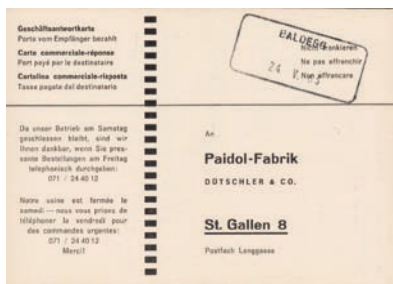 Geschäftsantwortkarte
Porto vom Empfänger bezahlt
Carte commerciale-réponse
Port payé par le destinataire
Cartolina commerciale-risposta
Tassa pagata dal destinatario
BALDEGG
Nicht frankieren
Ne pas affranchir
24 V.
Non affrancare
Da unser Betrieb am Samstag
geschlossen bleibt, sind wir
Ihnen dankbar, wenn Sie pres-
sante Bestellungen am Freitag
telephonisch durchgeben:
071 / 24 40 12
Notre usine est fermée le
samedi — nous vous prions de
téléphoner le vendredi pour
des commandes urgentes:
071 / 24 40 12
Merci!
An
Paidol-Fabrik
DÜTSCHLER & CO.
St. Gallen 8
Postfach Langgasse